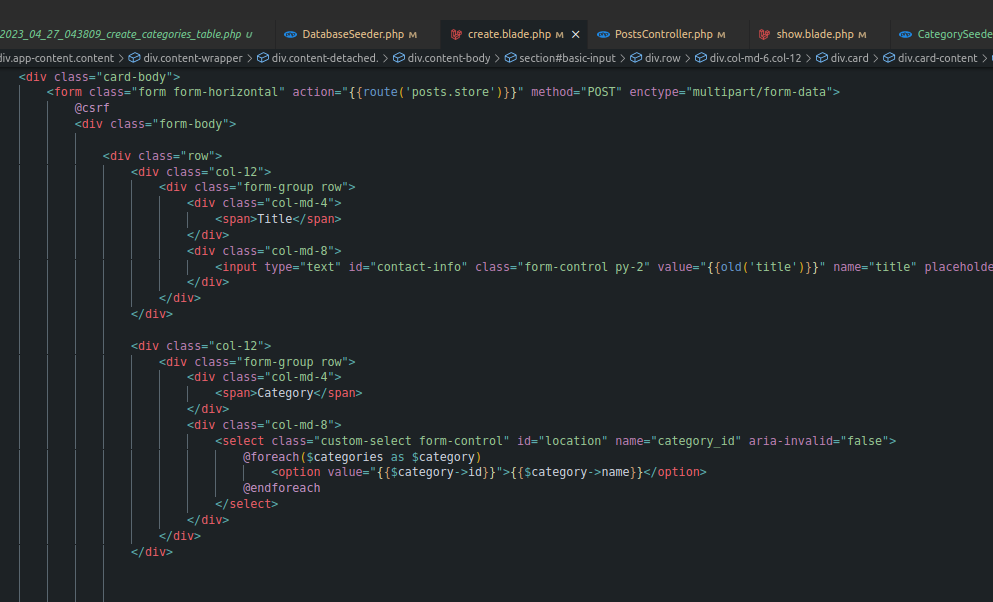 2023_04_27_043809_create_categories_table.php U DatabaseSeeder.php M create.blade.php M × PostsController.php M show.blade.php M CategorySeede
div.app-content.content > div.content-wrapper > div.content-detached. > div.content-body > section#basic-input > div.row > div.col-md-6.col-12 > div.card > div.card-content >
<div class="card-body">
<form class="form form-horizontal" action="{{route('posts.store')}}" method="POST" enctype="multipart/form-data">
@csrf
<div class="form-body">
<div class="row">
<div class="col-12">
<div class="form-group row">
<div class="col-md-4">
<span>Title</span>
</div>
<div class="col-md-8">
<input type="text" id="contact-info" class="form-control py-2" value="{{old('title')}}" name="title" placeholde
</div>
</div>
</div>
<div class="col-12">
<div class="form-group row">
<div class="col-md-4">
<span>Category</span>
</div>
<div class="col-md-8">
<select class="custom-select form-control" id="location" name="category_id" aria-invalid="false">
@foreach($categories as $category)
<option value="{{$category->id}}">{{$category->name}}</option>
@endforeach
</select>
</div>
</div>
</div>